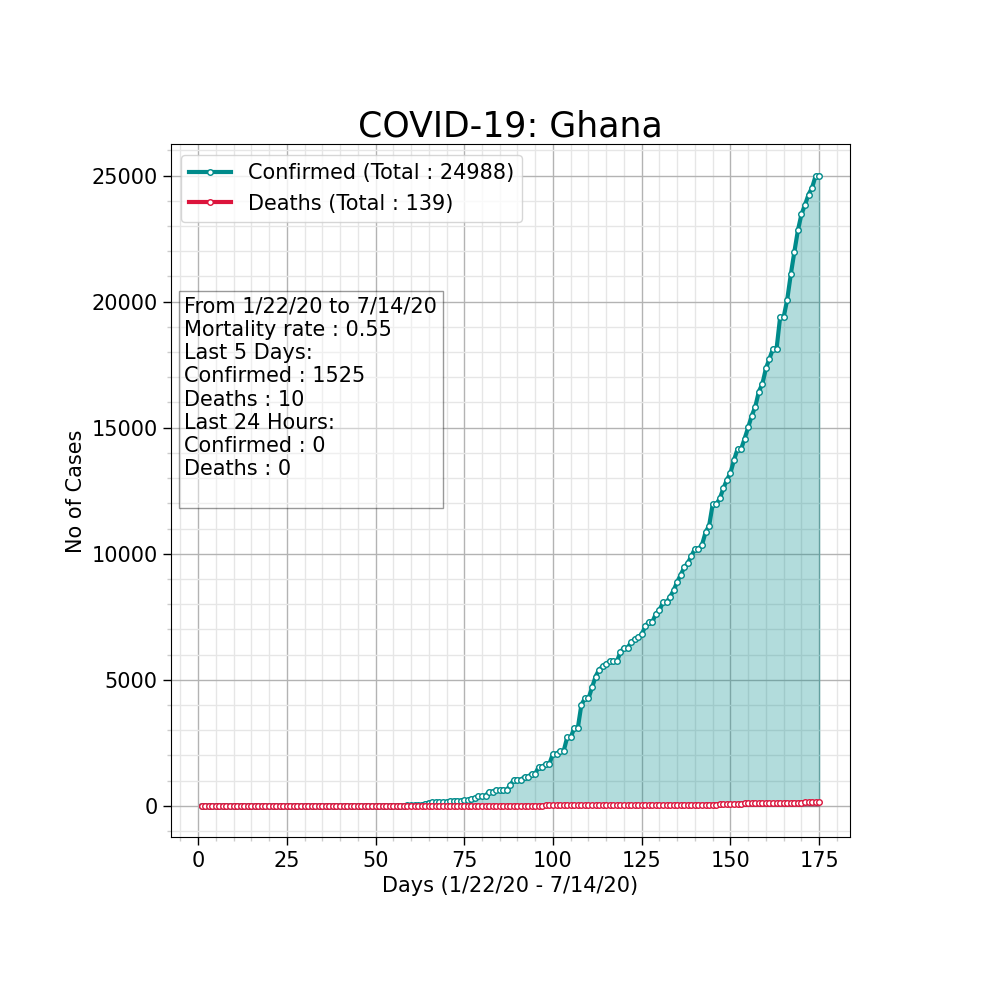 COVID-19: Ghana
Confirmed (Total : 24988)
Deaths (Total : 139)
From 1/22/20 to 7/14/20
Mortality rate : 0.55
Last 5 Days:
Confirmed : 1525
Deaths : 10
Last 24 Hours:
Confirmed : 0
Deaths : 0
No of Cases
25000
20000
15000
10000
5000
0
0 25 50 75 100 125 150 175
Days (1/22/20 - 7/14/20)